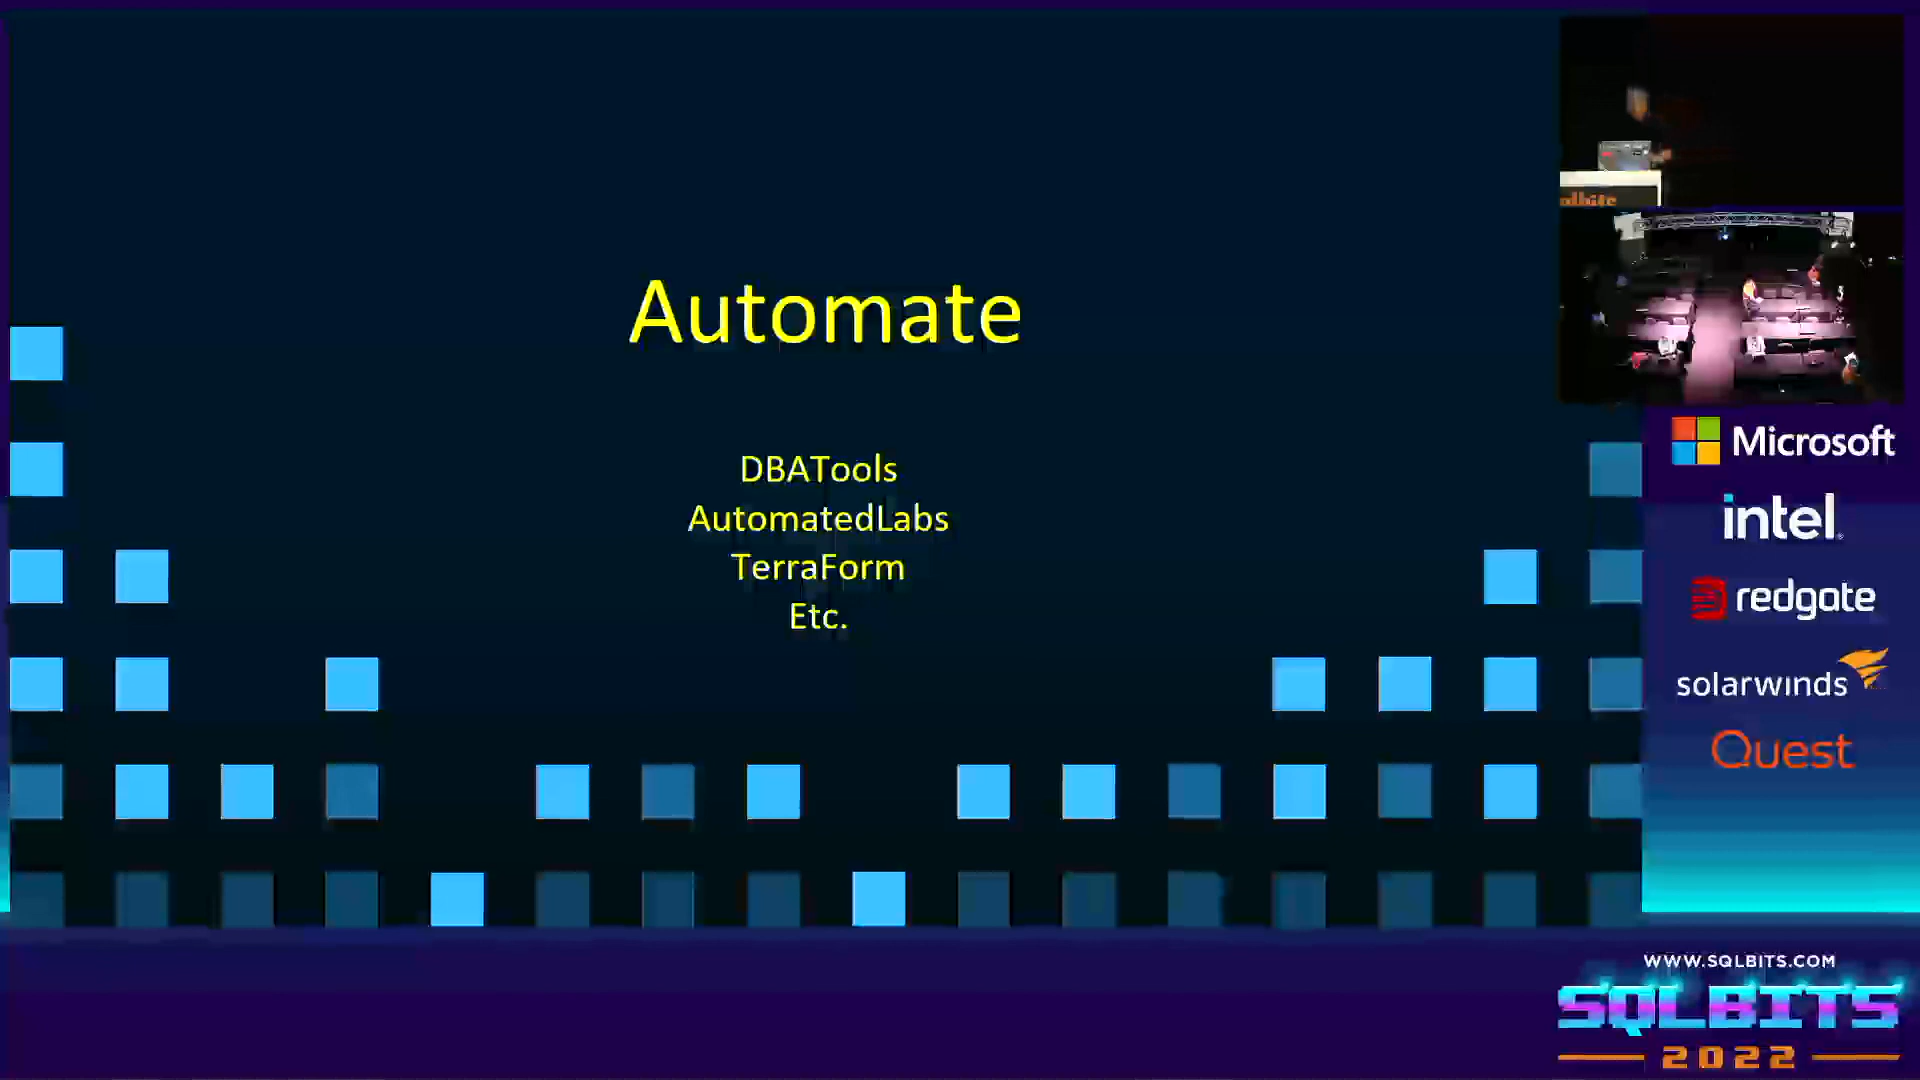 Automate
DBATools
AutomatedLabs
TerraForm
Etc.
Microsoft
intel.
redgate
solarwinds
Quest
WWW.SQLBITS.COM
SQLBITS
2022